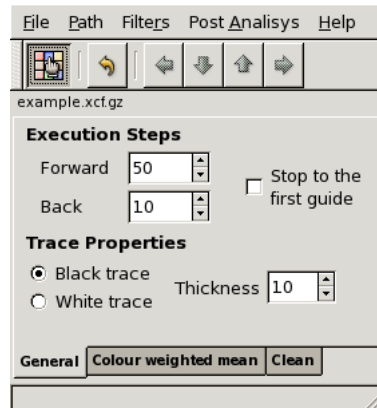 File Path Filters Post Analisys Help
example.xcf.gz
Execution Steps
Forward 50
Stop to the
first guide
Back 10
Trace Properties
Black trace
Thickness 10
White trace
General Colour weighted mean Clean